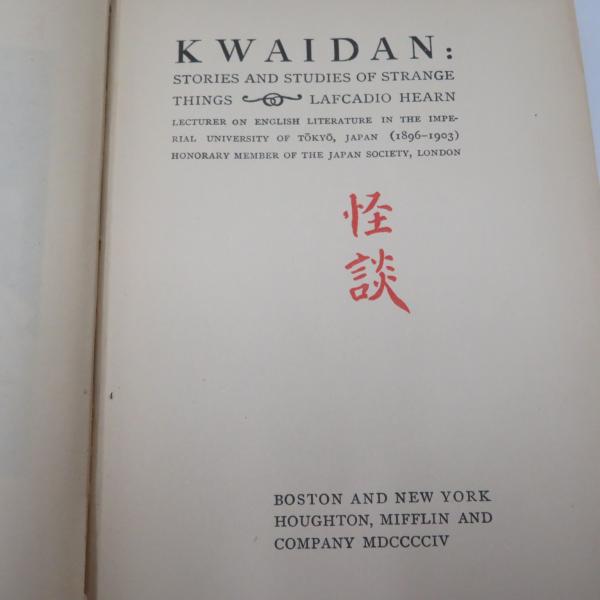 KWAIDAN:
STORIES AND STUDIES OF STRANGE
THINGS LAFCADIO HEARN
LECTURER ON ENGLISH LITERATURE IN THE IMPE-
RIAL UNIVERSITY OF TŌKYŌ, JAPAN (1896-1903)
HONORARY MEMBER OF THE JAPAN SOCIETY, LONDON
怪
談
BOSTON AND NEW YORK
HOUGHTON, MIFFLIN AND
COMPANY MDCCCCIV